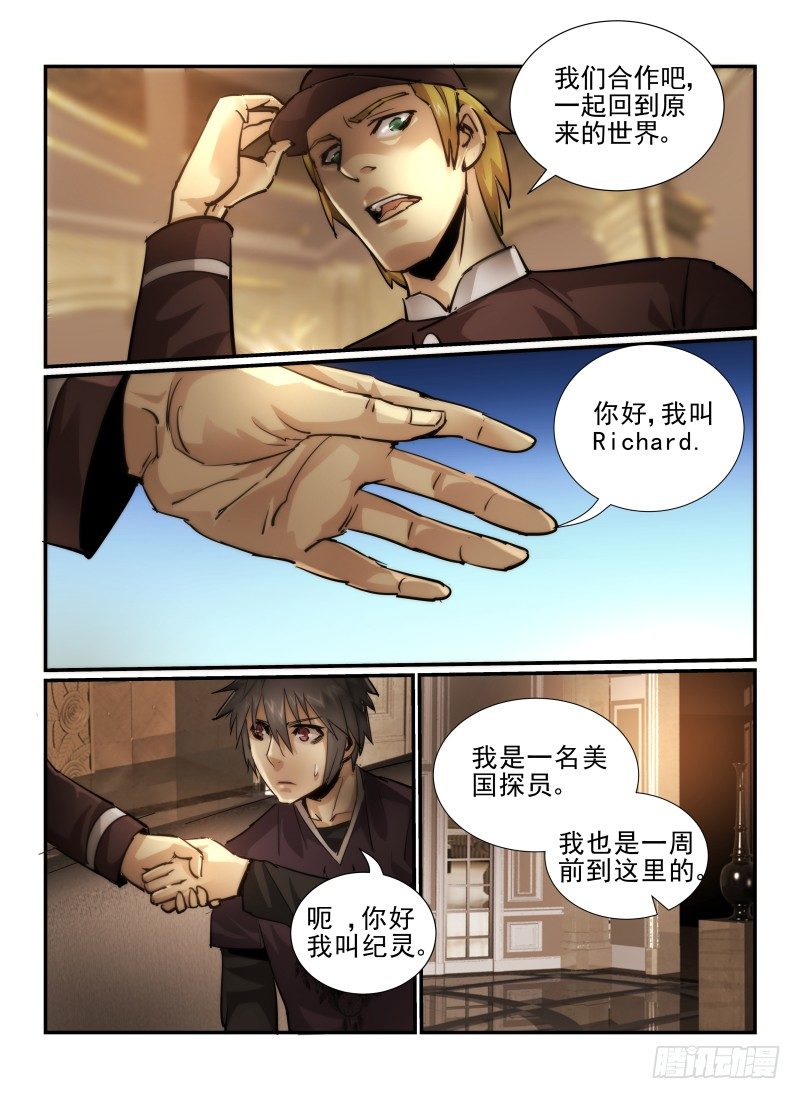 我们合作吧,
一起回到原
来的世界。
你好,我叫
Richard.
呃 ,你好
我叫纪灵。
我是一名美
国探员。
我也是一周
前到这里的。
腾讯动漫